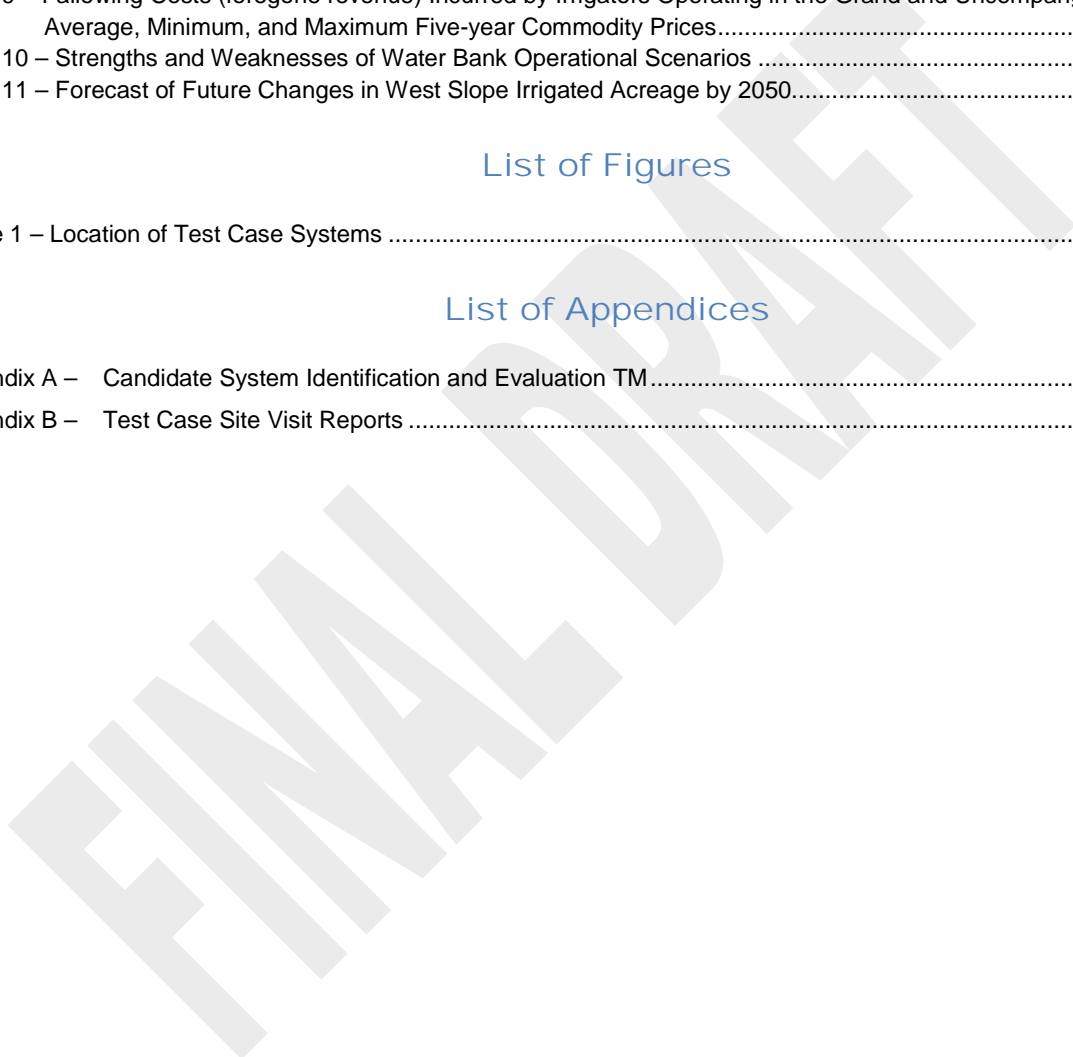 Fallowing Costs (foregone revenue) Incurred by Irrigators Operating in the Grand and
Average, Minimum, and Maximum Five-year Commodity Prices
10 – Strengths and Weaknesses of Water Bank Operational Scenarios
11 – Forecast of Future Changes in West Slope Irrigated Acreage by 2050
List of Figures
1 – Location of Test Case Systems
List of Appendices
A – Candidate System Identification and Evaluation TM
B – Test Case Site Visit Reports
FINAL DRAFT